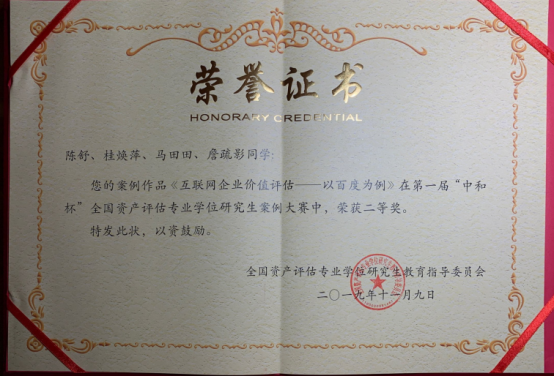 荣誉证书
HONORARY CREDENTIAL
陈舒、桂焕萍、马田田、詹疏影同学：
您的案例作品《互联网企业价值评估——以百度为例》在第一届“中和
杯”全国资产评估专业学位研究生案例大赛中，荣获二等奖。
特发此状，以资鼓励。
全国资产评估专业学位研究生教育指导委员会
二〇一九年十一月九日